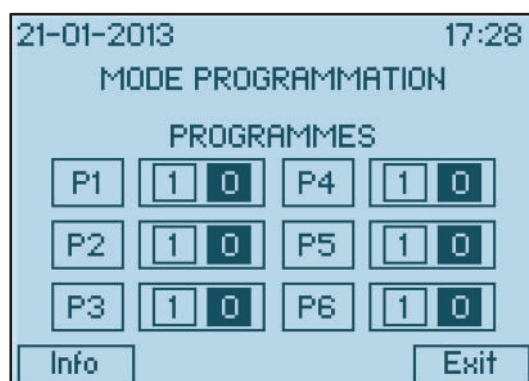 21-01-2013 17:28
MODE PROGRAMMATION
PROGRAMMES
P1 1 0 P4 1 0
P2 1 0 P5 1 0
P3 1 0 P6 1 0
Info Exit